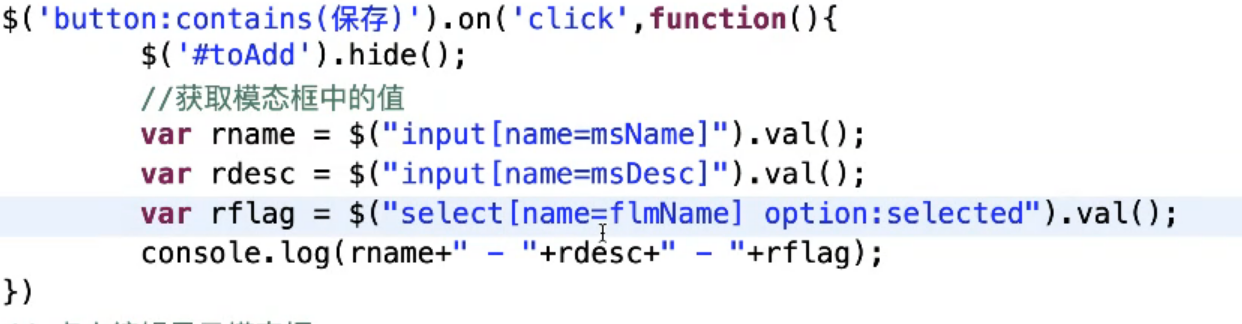 $('button:contains(保存)').on('click',function(){
$('#toAdd').hide();
//获取模态框中的值
var rname = $("input[name=msName]").val();
var rdesc = $("input[name=msDesc]").val();
var rflag = $("select[name=flmName] option:selected").val();
console.log(rname+" - "+rdesc+" - "+rflag);
})